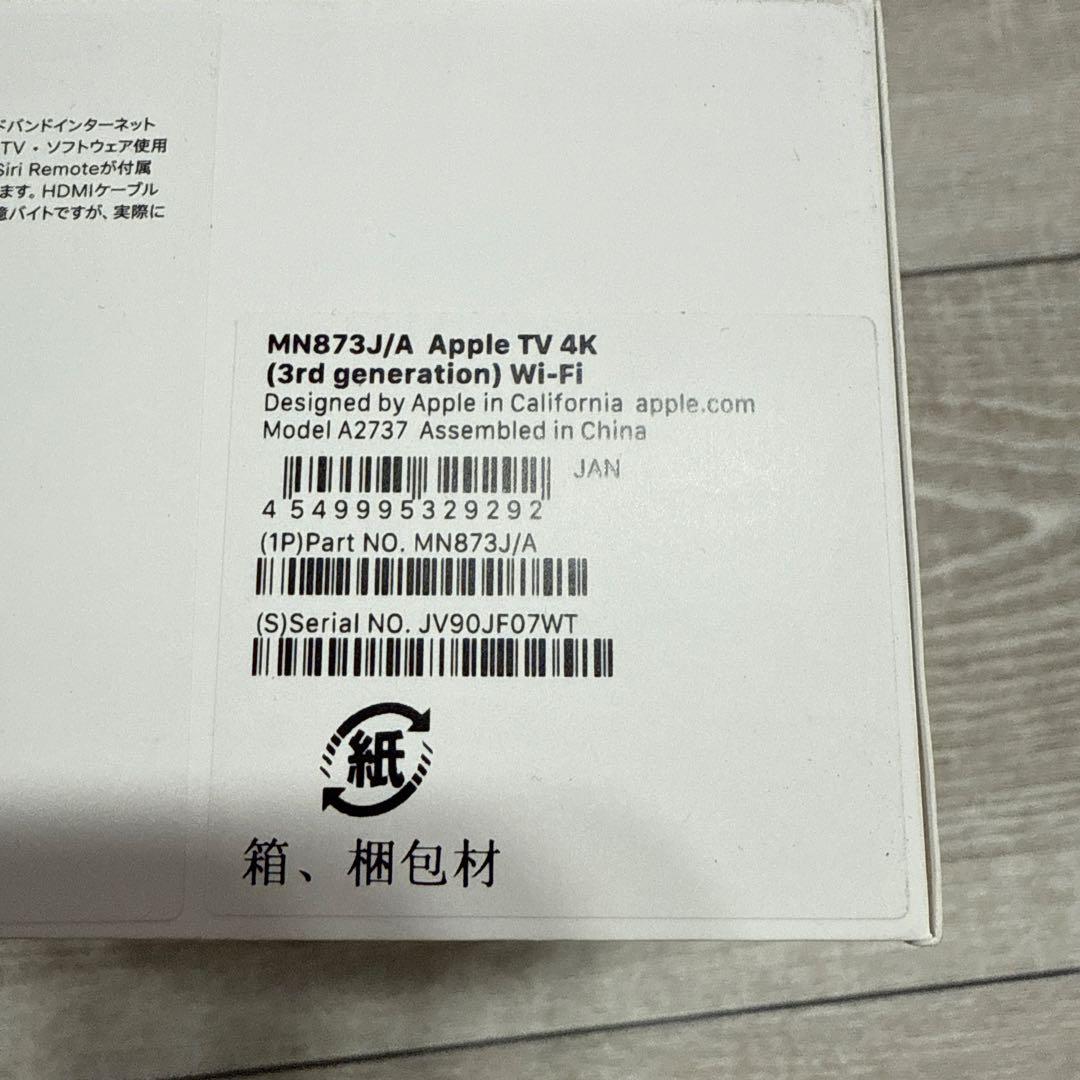 ドバンドインターネット
TV・ソフトウェア使用
Siri Remoteが付属
ます。HDMIケーブル
億バイトですが、実際に
MN873J/A Apple TV 4K
(3rd generation) Wi-Fi
Designed by Apple in California apple.com
Model A2737 Assembled in China
JAN
4 549995 329292
(1P)Part NO. MN873J/A
(S)Serial NO. JV90JF07WT
紙
箱、梱包材